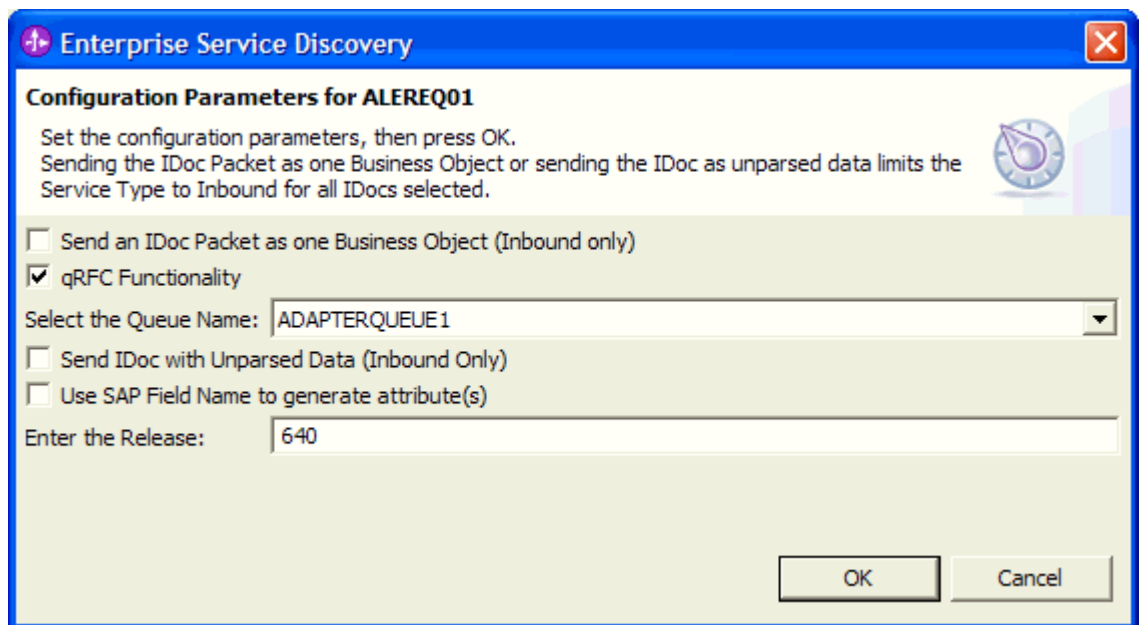 Enterprise Service Discovery
Configuration Parameters for ALEREQ01
Set the configuration parameters, then press OK.
Sending the IDoc Packet as one Business Object or sending the IDoc as unparsed data limits the
Service Type to Inbound for all IDocs selected.
Send an IDoc Packet as one Business Object (Inbound only)
qRFC Functionality
Select the Queue Name: ADAPTERQUEUE1
Send IDoc with Unparsed Data (Inbound Only)
Use SAP Field Name to generate attribute(s)
Enter the Release: 640
OK Cancel